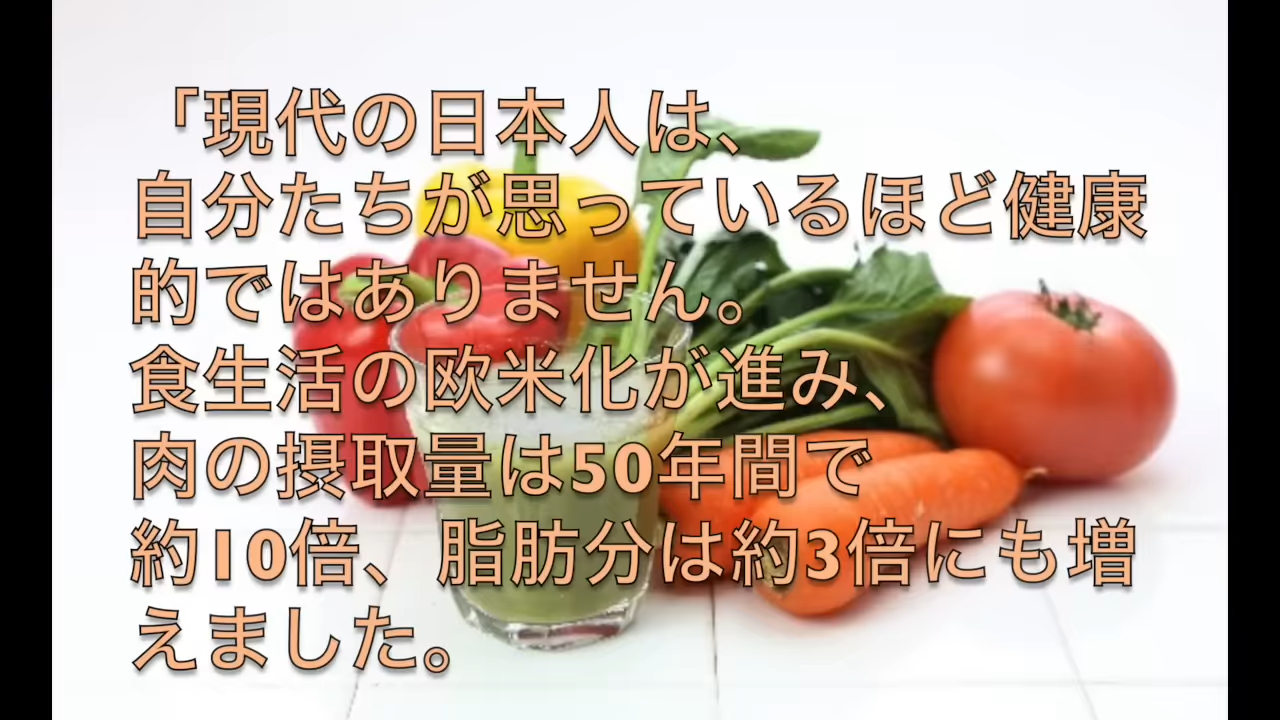 「現代の日本人は、
自分たちが思っているほど健康
的ではありません。
食生活の欧米化が進み、
肉の摂取量は50年間で
約10倍、脂肪分は約3倍にも増
えました。